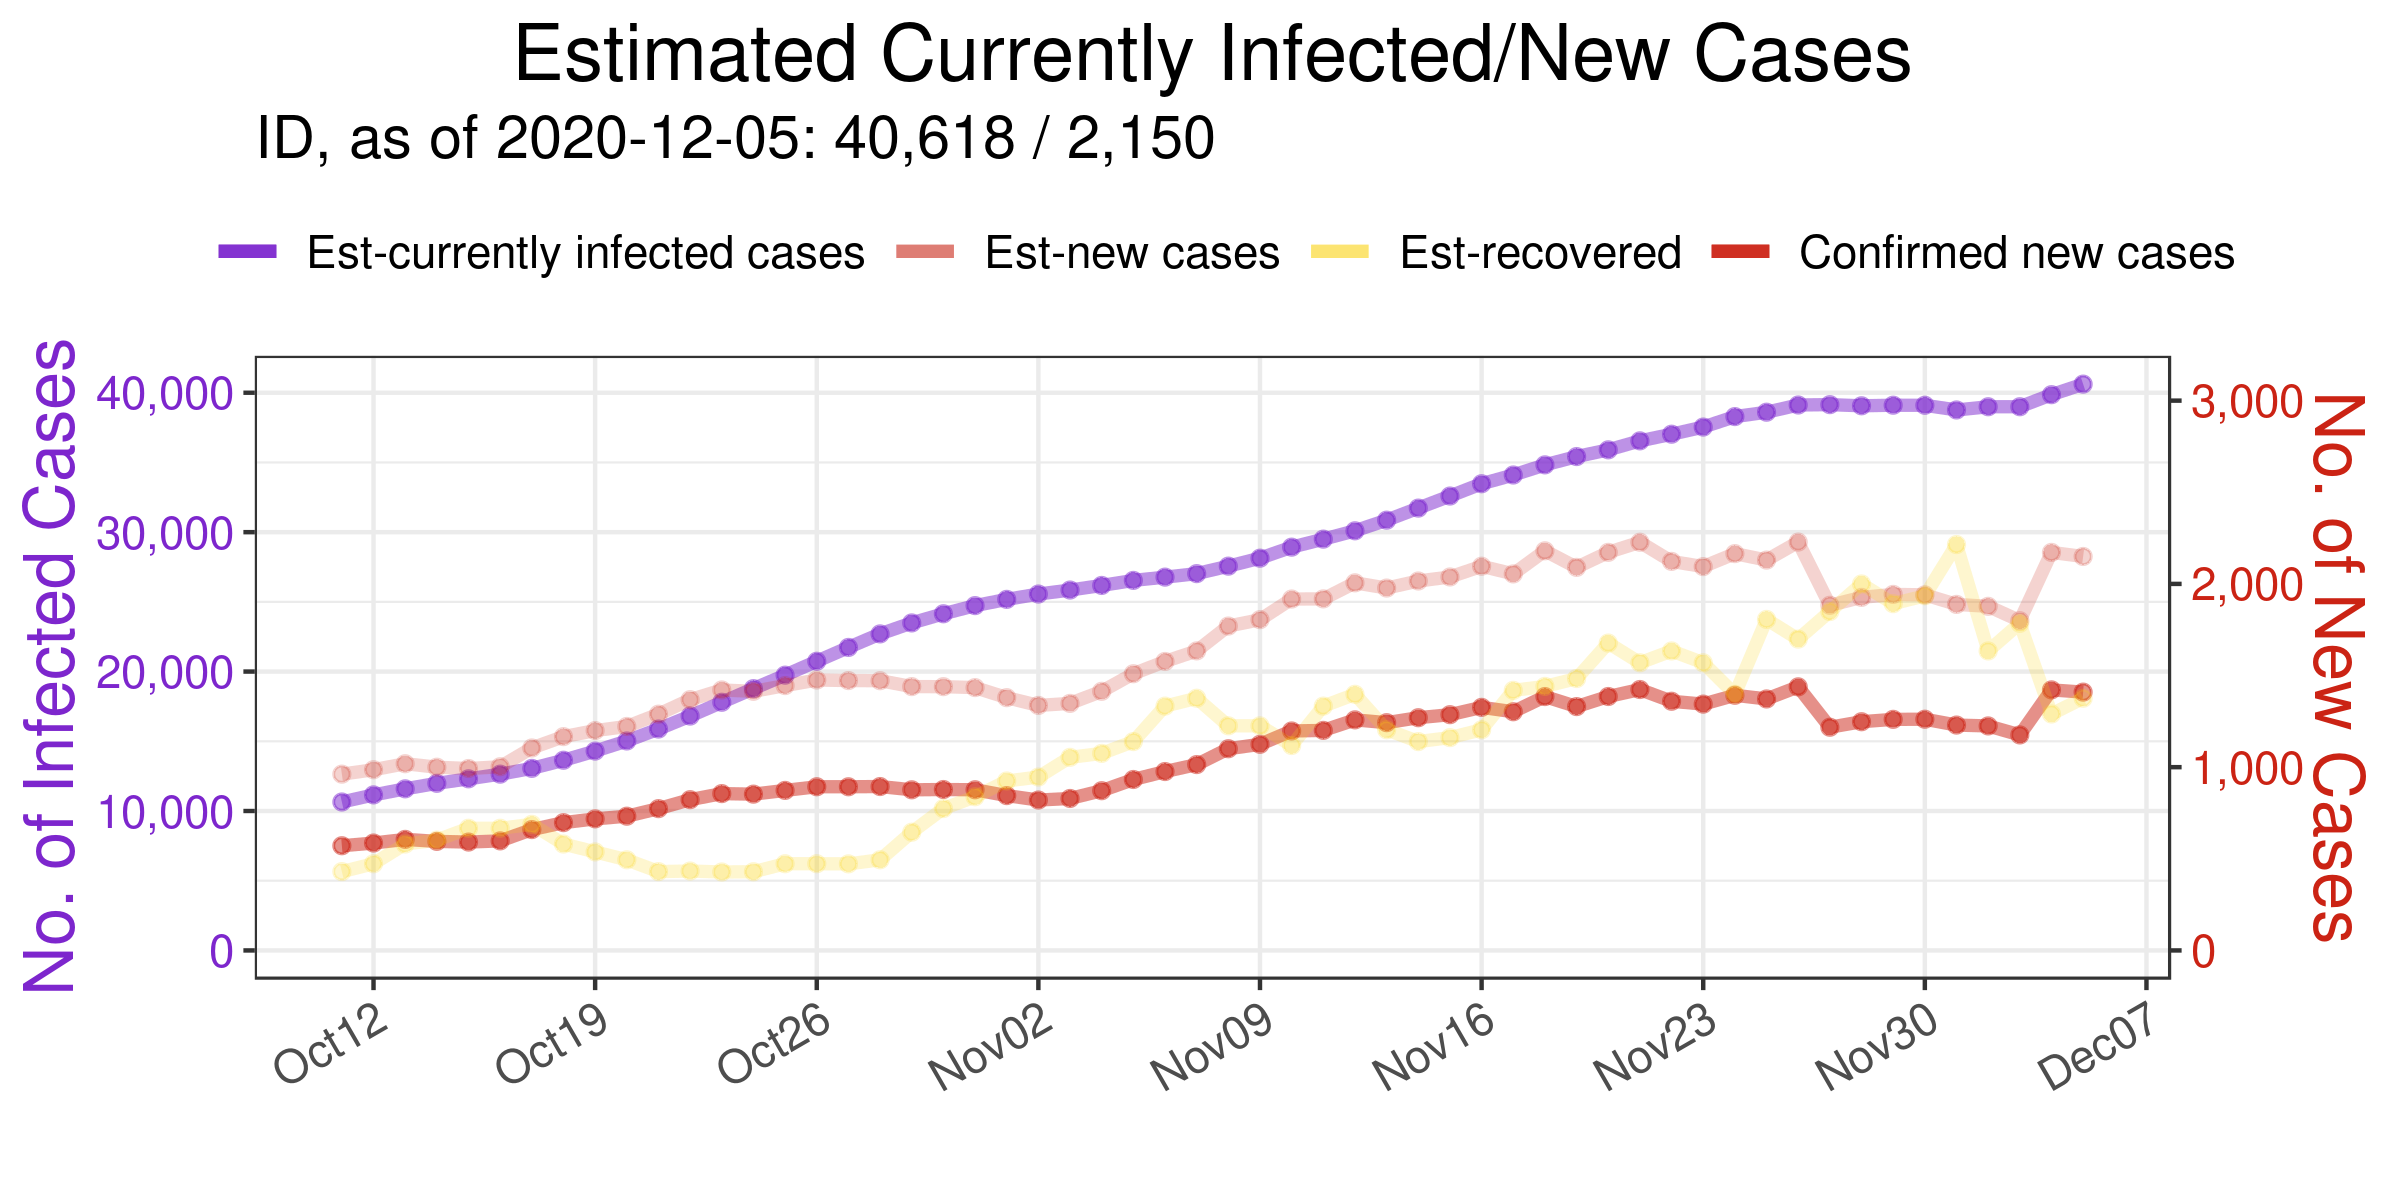 Estimated Currently Infected/New Cases
ID, as of 2020-12-05: 40,618 / 2,150
Est-currently infected cases Est-new cases Est-recovered Confirmed new cases
No. of Infected Cases
40,000
30,000
20,000
10,000
0
3,000
2,000
1,000
0
No. of New Cases
Oct12 Oct19 Oct26 Nov02 Nov09 Nov16 Nov23 Nov30 Dec07